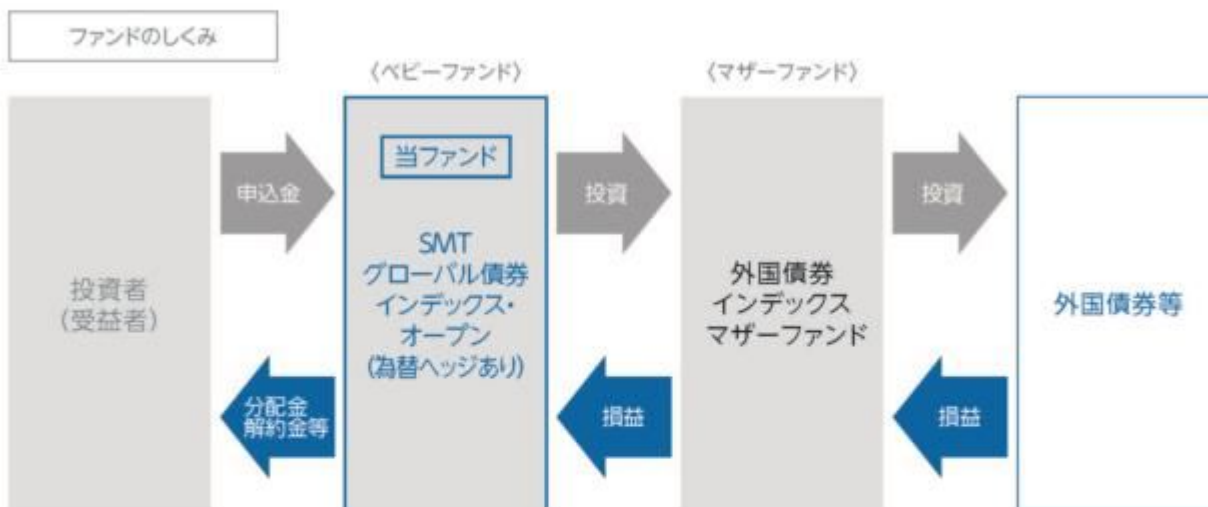 ファンドのしくみ
〈ベビーファンド〉
〈マザーファンド〉
投資者
(受益者)
申込金
分配金
解約金等
当ファンド
SMT
グローバル債券
インデックス・
オープン
(為替ヘッジあり)
投資
損益
外国債券
インデックス
マザーファンド
投資
損益
外国債券等